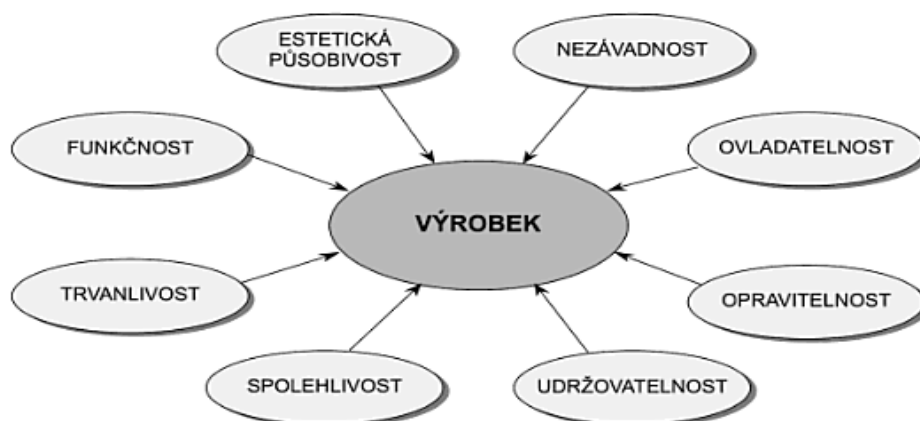 ESTETICKÁ
PŮSOBIVOST
NEZÁVADNOST
FUNKČNOST
OVLADATELNOST
VÝROBEK
TRVANLIVOST
OPRAVITELNOST
SPOLEHLIVOST
UDRŽOVATELNOST